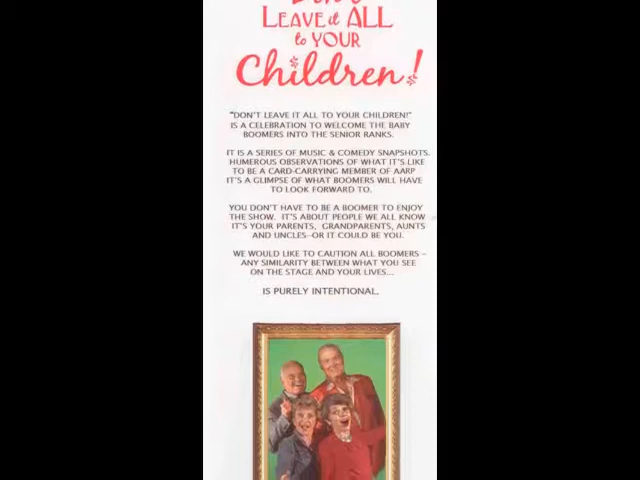 LEAVE it ALL
to YOUR
Children!
"DON'T LEAVE IT ALL TO YOUR CHILDREN!"
IS A CELEBRATION TO WELCOME THE BABY
BOOMERS INTO THE SENIOR RANKS.
IT IS A SERIES OF MUSIC & COMEDY SNAPSHOTS.
HUMEROUS OBSERVATIONS OF WHAT IT'S LIKE
TO BE A CARD-CARRYING MEMBER OF AARP
IT'S A GLIMPSE OF WHAT BOOMERS WILL HAVE
TO LOOK FORWARD TO.
YOU DON'T HAVE TO BE A BOOMER TO ENJOY
THE SHOW. IT'S ABOUT PEOPLE WE ALL KNOW
IT'S YOUR PARENTS, GRANDPARENTS, AUNTS
AND UNCLES–OR IT COULD BE YOU.
WE WOULD LIKE TO CAUTION ALL BOOMERS –
ANY SIMILARITY BETWEEN WHAT YOU SEE
ON THE STAGE AND YOUR LIVES...
IS PURELY INTENTIONAL.